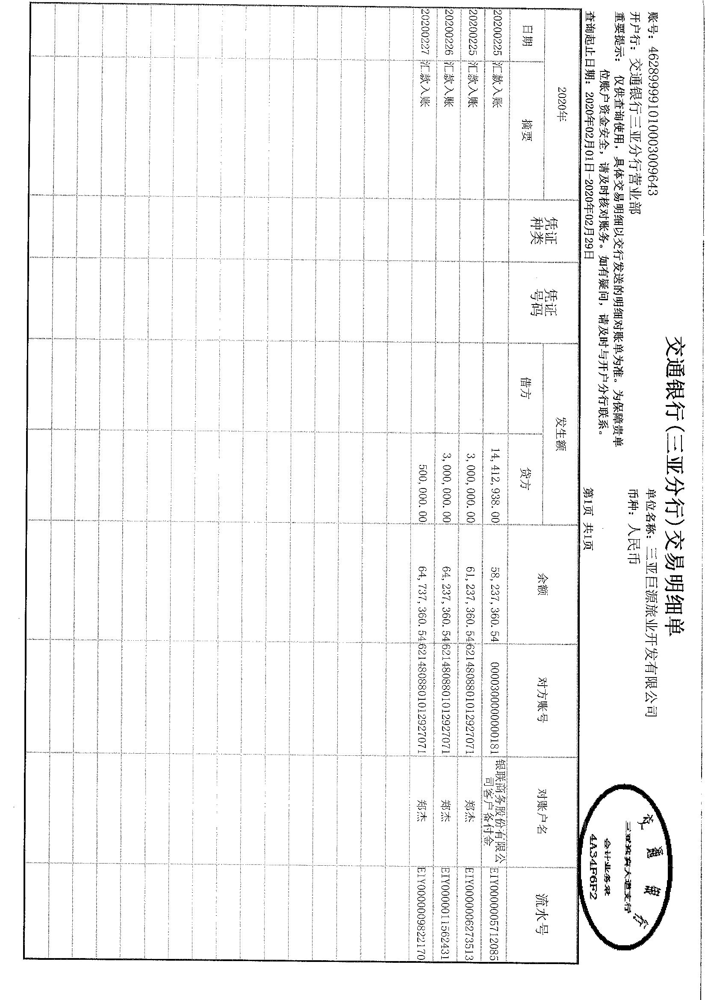 交通银行(三亚分行)交易明细单
账号：462899991010003009643 单位名称：三亚巨源旅业开发有限公司
开户行：交通银行三亚分行营业部 币种：人民币
重要提示：仅供查询使用，具体交易明细以交行发送的明细对账单为准。为保障贵单
位账户资金安全，请及时核对账务。如有疑问，请及时与开户分行联系。
查询起止日期：2020年02月01日-2020年02月29日 第1页 共1页
交通银行
会计业务章
4A34F6F2
2020年 凭证种类 凭证号码 发生额 余额 对方账号 对账户名 流水号
日期 摘要 借方 贷方
20200225 汇款入账 14,412,938.00 58,237,360.54 0000300000000181 银联商务股份有限公司客户备付金 EIY0000005712085
20200225 汇款入账 3,000,000.00 61,237,360.54 62148088010129270​71 郑杰 EIY0000006273513
20200226 汇款入账 3,000,000.00 64,237,360.54 6214808801012927071 郑杰 EIY0000011562431
20200227 汇款入账 500,000.00 64,737,360.54 6214808801012927071 郑杰 EIY0000009822170